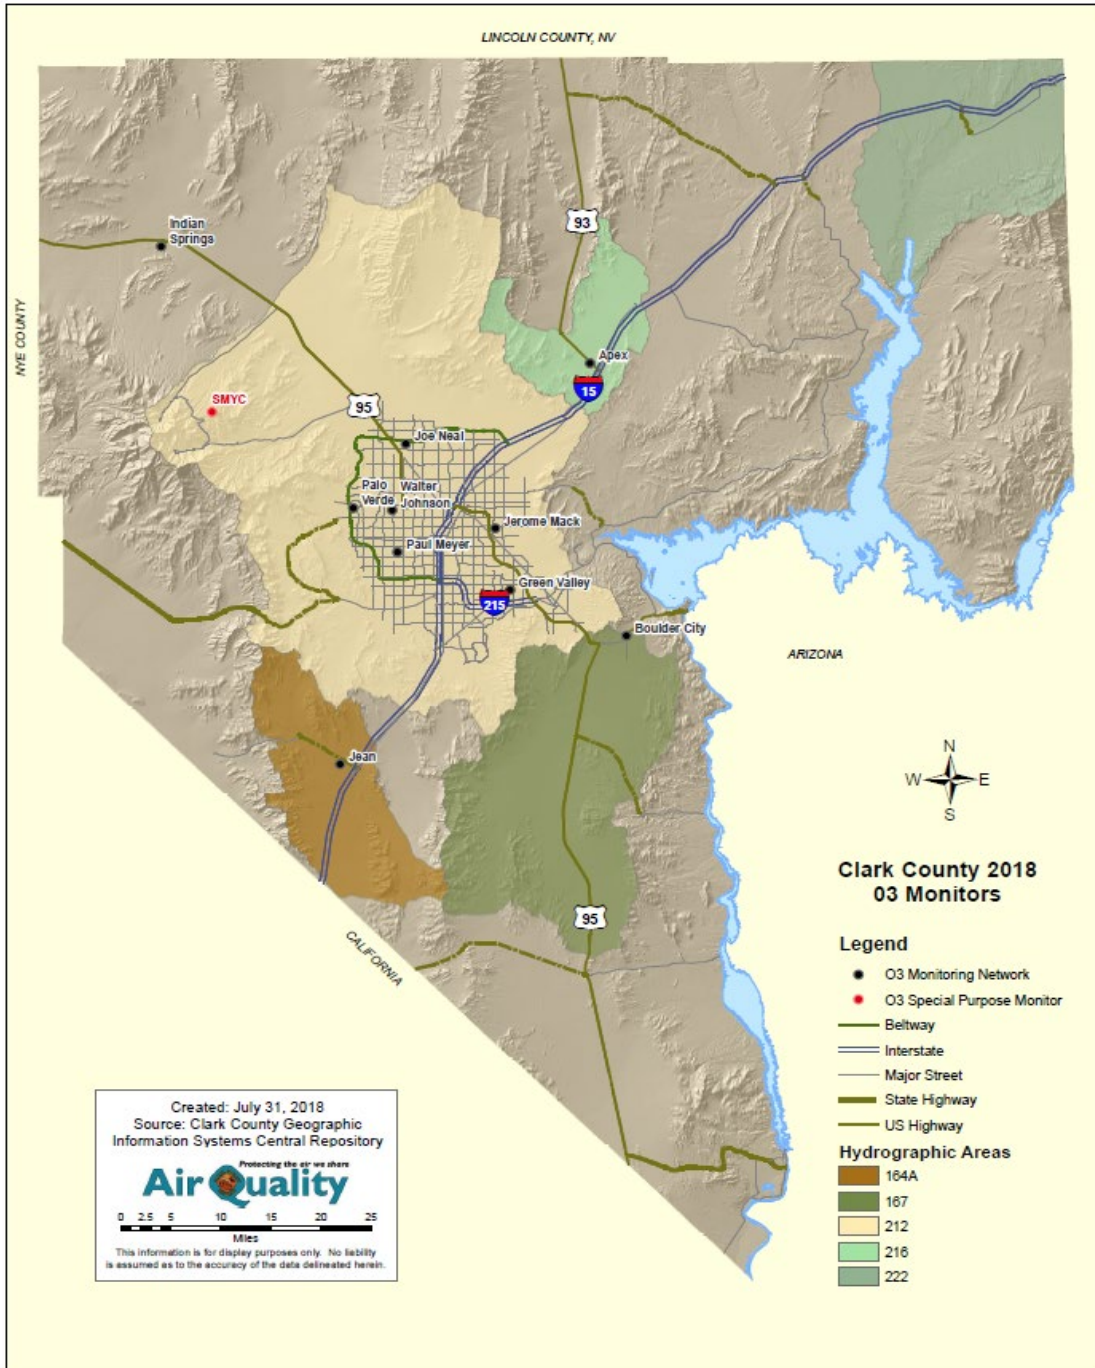 LINCOLN COUNTY, NV
93
Indian
Springs
NYE COUNTY
Apex
15
SMYC
95
Joe Neal
Palo
Verde
Walter
Johnson
Jerome Mack
Paul Meyer
Green Valley
215
Boulder City
ARIZONA
Jean
N
W
E
S
Clark County 2018
03 Monitors
95
CALIFORNIA
Legend
O3 Monitoring Network
O3 Special Purpose Monitor
Beltway
Interstate
Major Street
State Highway
US Highway
Hydrographic Areas
164A
167
212
216
222
Created: July 31, 2018
Source: Clark County Geographic
Information Systems Central Repository
Protecting the air we share
Air Quality
0 2.5 5 10 15 20 25
Miles
This information is for display purposes only. No liability
is assumed as to the accuracy of the data delineated herein.